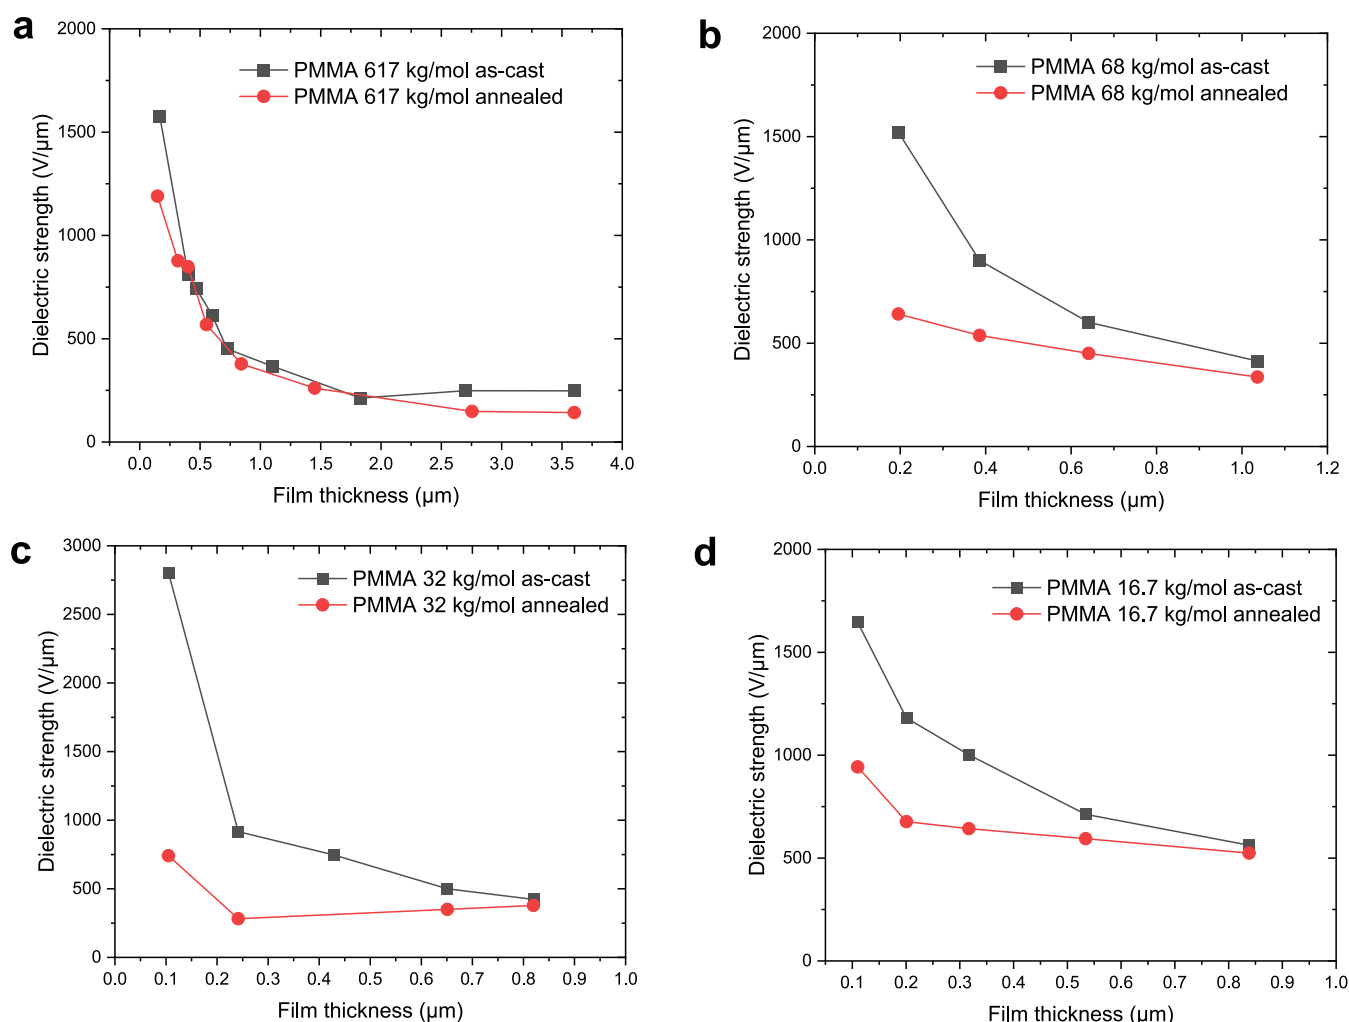 a
2000
1500
1000
500
0
Dielectric strength (V/µm)
PMMA 617 kg/mol as-cast
PMMA 617 kg/mol annealed
0.0 0.5 1.0 1.5 2.0 2.5 3.0 3.5 4.0
Film thickness (µm)
b
2000
1500
1000
500
0
Dielectric strength (V/µm)
PMMA 68 kg/mol as-cast
PMMA 68 kg/mol annealed
0.0 0.2 0.4 0.6 0.8 1.0 1.2
Film thickness (µm)
c
3000
2500
2000
1500
1000
500
0
Dielectric strength (V/µm)
PMMA 32 kg/mol as-cast
PMMA 32 kg/mol annealed
0.0 0.1 0.2 0.3 0.4 0.5 0.6 0.7 0.8 0.9 1.0
Film thickness (µm)
d
2000
1500
1000
500
0
Dielectric strength (V/µm)
PMMA 16.7 kg/mol as-cast
PMMA 16.7 kg/mol annealed
0.1 0.2 0.3 0.4 0.5 0.6 0.7 0.8 0.9 1.0
Film thickness (µm)